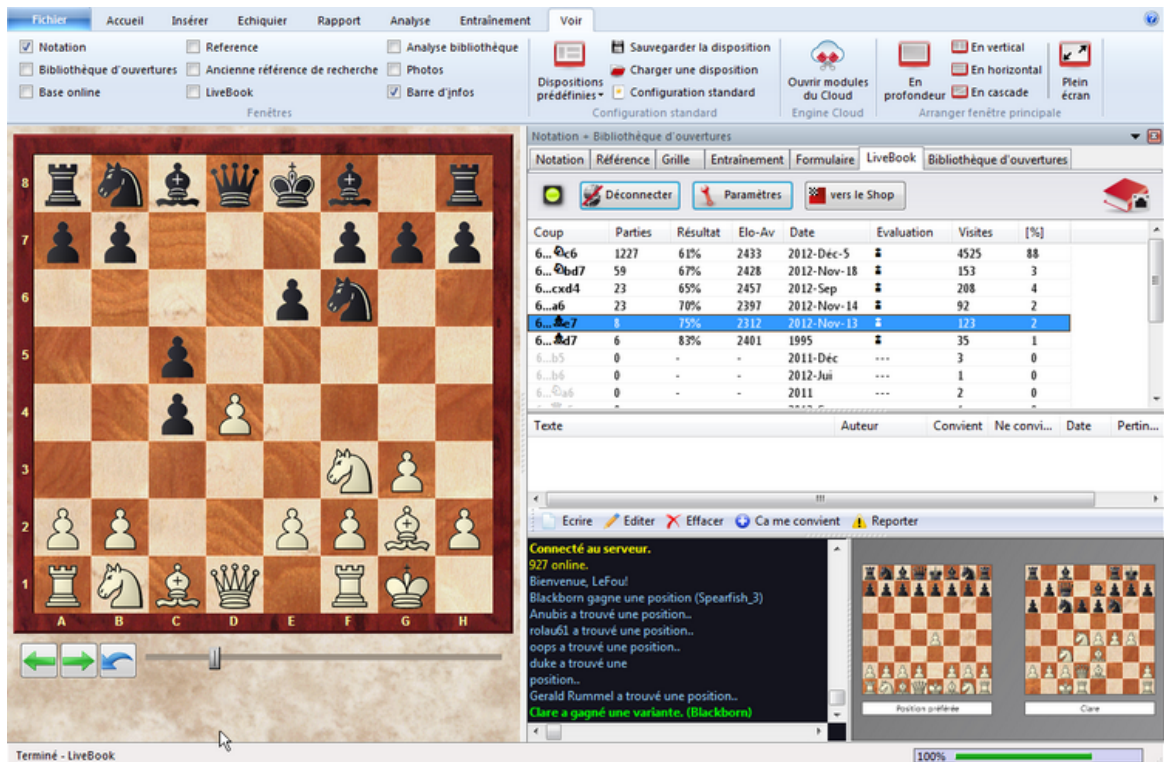 Fichier Accueil Insérer Echiquier Rapport Analyse Entraînement Voir
Notation Reference Analyse bibliothèque
Bibliothèque d'ouvertures Ancienne référence de recherche Photos
Base online LiveBook Barre d'infos
Fenêtres
Dispositions prédéfinies
Sauvegarder la disposition
Charger une disposition
Configuration standard
Configuration standard
Ouvrir modules du Cloud
Engine Cloud
En profondeur
En vertical
En horizontal
En cascade
Plein écran
Arranger fenêtre principale
Notation + Bibliothèque d'ouvertures
Notation Référence Grille Entraînement Formulaire LiveBook Bibliothèque d'ouvertures
Déconnecter Paramètres vers le Shop
Coup Parties Résultat Elo-Av Date Evaluation Visites [%]
6... ♘c6 1227 61% 2433 2012-Déc-5 4525 88
6... ♘bd7 59 67% 2428 2012-Nov-18 153 3
6...cxd4 23 65% 2457 2012-Sep 208 4
6...a6 23 70% 2397 2012-Nov-14 92 2
6...♗e7 8 75% 2312 2012-Nov-13 123 2
6...♗d7 6 83% 2401 1995 35 1
6...b5 0 - - 2011-Déc --- 3 0
6...b6 0 - - 2012-Jui --- 1 0
6...♘a6 0 - - 2011 --- 2 0
Texte Auteur Convient Ne convi... Date Pertin...
Ecrire Editer Effacer Ca me convient Reporter
Connecté au serveur.
927 online.
Bienvenue, LeFou!
Blackborn gagne une position (Spearfish_3)
Anubis a trouvé une position..
rolau61 a trouvé une position..
oops a trouvé une position..
duke a trouvé une
position..
Gerald Rummel a trouvé une position..
Clare a gagné une variante. (Blackborn)
Position préférée Clare
8
7
6
5
4
3
2
1
A B C D E F G H
Terminé - LiveBook 100%